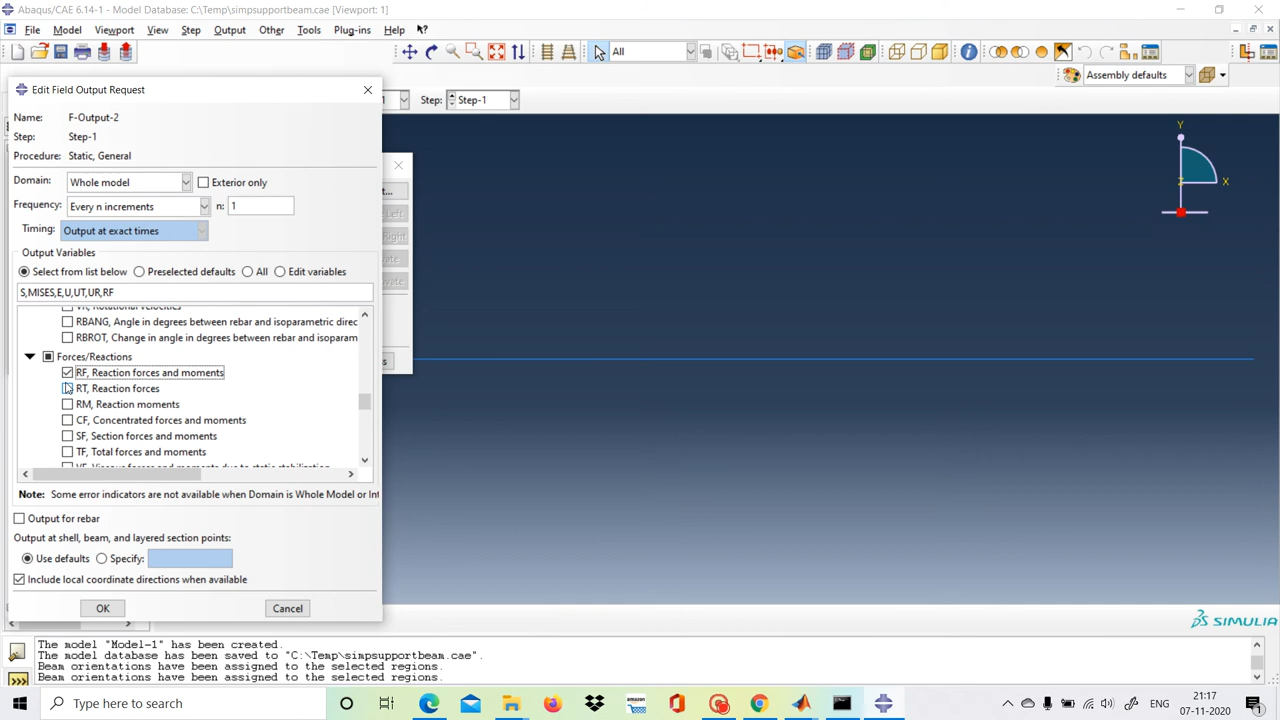 Abaqus/CAE 6.14-1 - Model Database: C:\Temp\simpsupportbeam.cae [Viewport: 1]
File Model Viewport View Step Output Other Tools Plug-ins Help
All
Assembly defaults
Edit Field Output Request
1 Step: Step-1
Name: F-Output-2
Step: Step-1
Procedure: Static, General
Domain: Whole model Exterior only
Frequency: Every n increments n: 1
Timing: Output at exact times
Output Variables
Select from list below Preselected defaults All Edit variables
S,MISES,E,U,UT,UR,RF
RBANG, Angle in degrees between rebar and isoparametric direc
RBROT, Change in angle in degrees between rebar and isoparam
Forces/Reactions
RF, Reaction forces and moments
RT, Reaction forces
RM, Reaction moments
CF, Concentrated forces and moments
SF, Section forces and moments
TF, Total forces and moments
Note: Some error indicators are not available when Domain is Whole Model or Int
Output for rebar
Output at shell, beam, and layered section points:
Use defaults Specify:
Include local coordinate directions when available
OK Cancel
Y
Z X
SIMULIA
The model "Model-1" has been created.
The model database has been saved to "C:\Temp\simpsupportbeam.cae".
Beam orientations have been assigned to the selected regions.
Beam orientations have been assigned to the selected regions.
Type here to search
amazon
ENG
21:17
07-11-2020
1